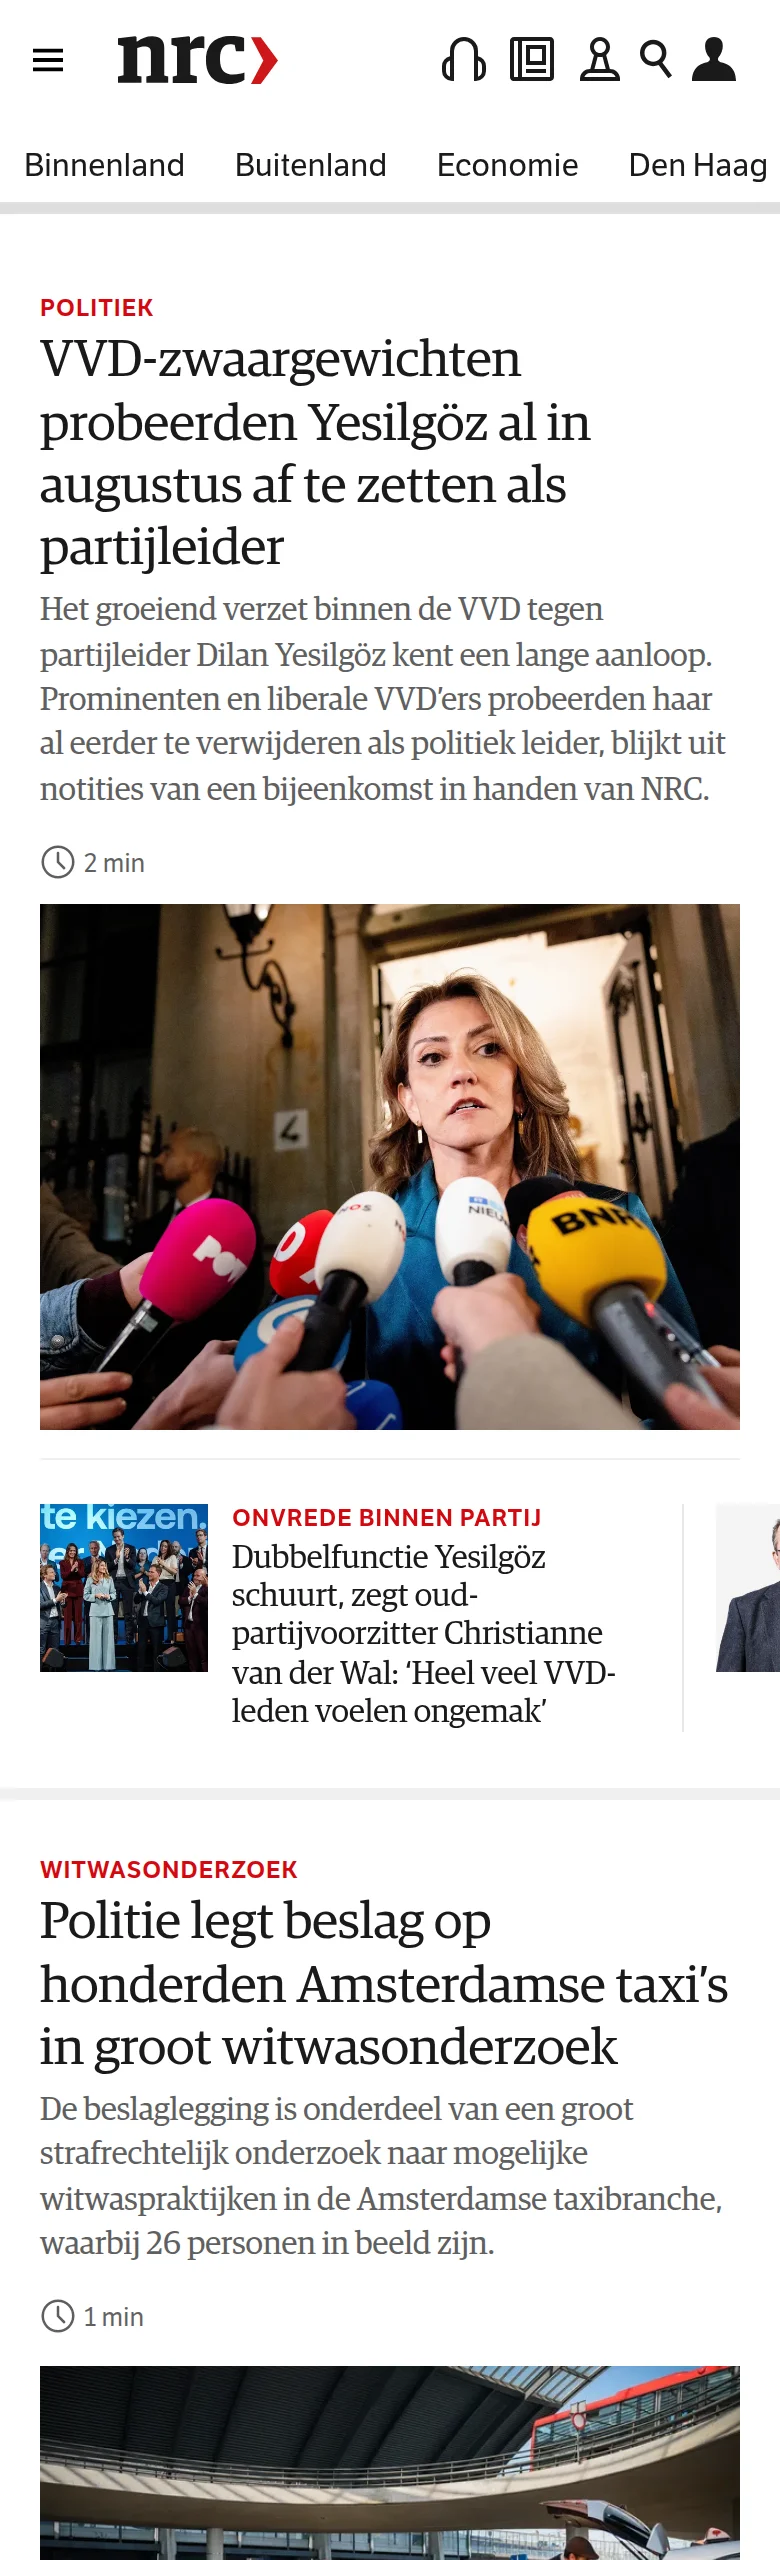 nrc
Binnenland Buitenland Economie Den Haag
POLITIEK
VVD-zwaargewichten
probeerden Yesilgöz al in
augustus af te zetten als
partijleider
Het groeiend verzet binnen de VVD tegen
partijleider Dilan Yesilgöz kent een lange aanloop.
Prominenten en liberale VVD’ers probeerden haar
al eerder te verwijderen als politiek leider, blijkt uit
notities van een bijeenkomst in handen van NRC.
2 min
4
NOS
BNR
te kiezen.
ONVREDE BINNEN PARTIJ
Dubbelfunctie Yesilgöz
schuurt, zegt oud-
partijvoorzitter Christianne
van der Wal: ‘Heel veel VVD-
leden voelen ongemak’
WITWASONDERZOEK
Politie legt beslag op
honderden Amsterdamse taxi’s
in groot witwasonderzoek
De beslaglegging is onderdeel van een groot
strafrechtelijk onderzoek naar mogelijke
witwaspraktijken in de Amsterdamse taxibranche,
waarbij 26 personen in beeld zijn.
1 min